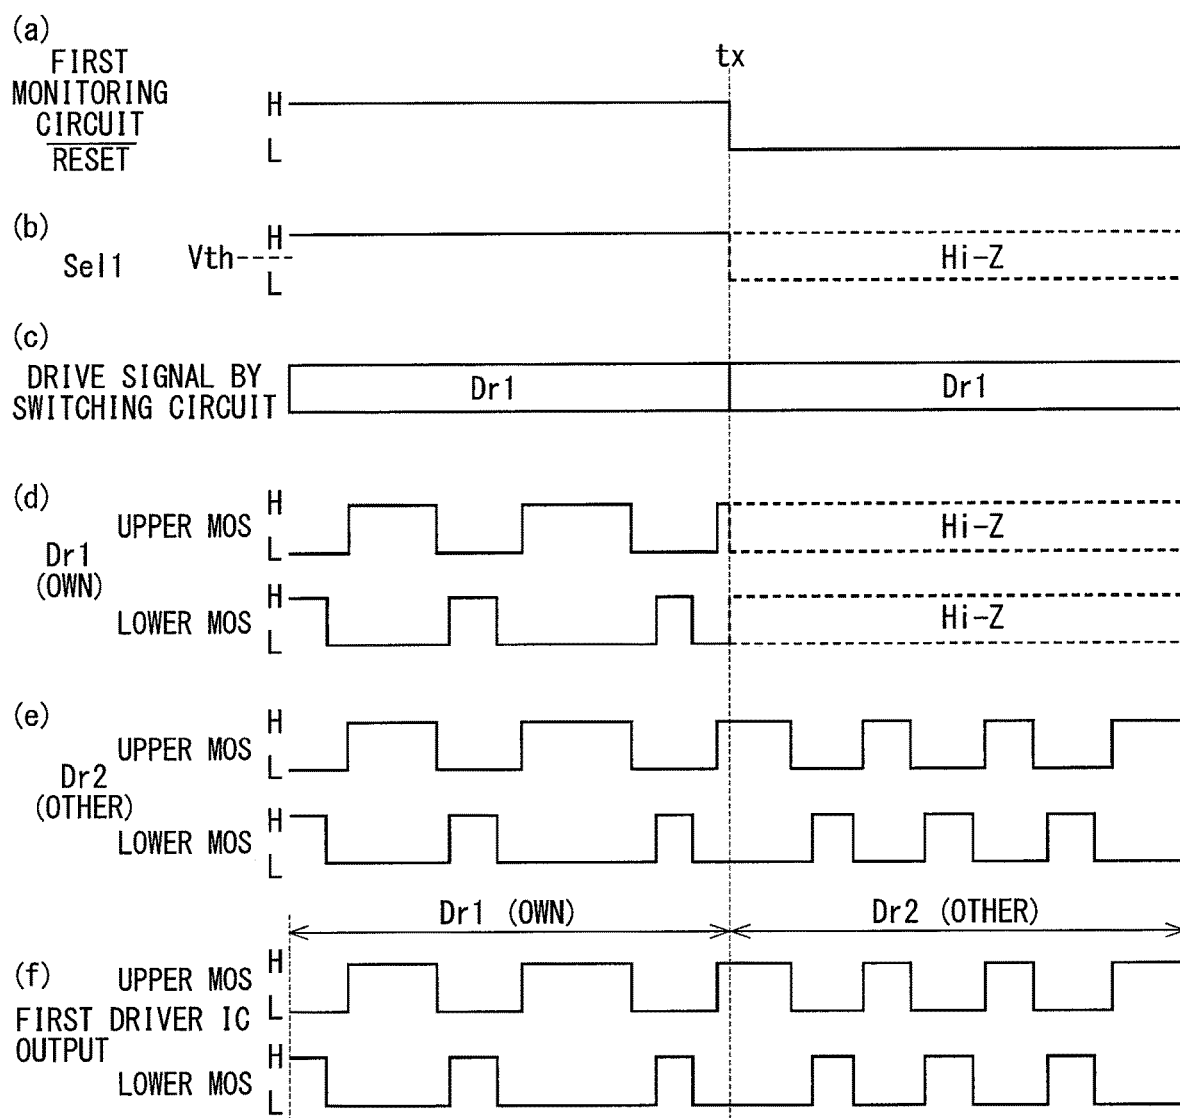 (a)
FIRST
MONITORING
CIRCUIT
RESET
H
L
tx
(b)
Sel1
Vth
H
L
Hi-Z
(c)
DRIVE SIGNAL BY
SWITCHING CIRCUIT
Dr1
Dr1
(d)
Dr1
(OWN)
UPPER MOS
H
L
Hi-Z
LOWER MOS
H
L
Hi-Z
(e)
Dr2
(OTHER)
UPPER MOS
H
L
LOWER MOS
H
L
Dr1 (OWN)
Dr2 (OTHER)
(f)
FIRST DRIVER IC
OUTPUT
UPPER MOS
H
L
LOWER MOS
H
L